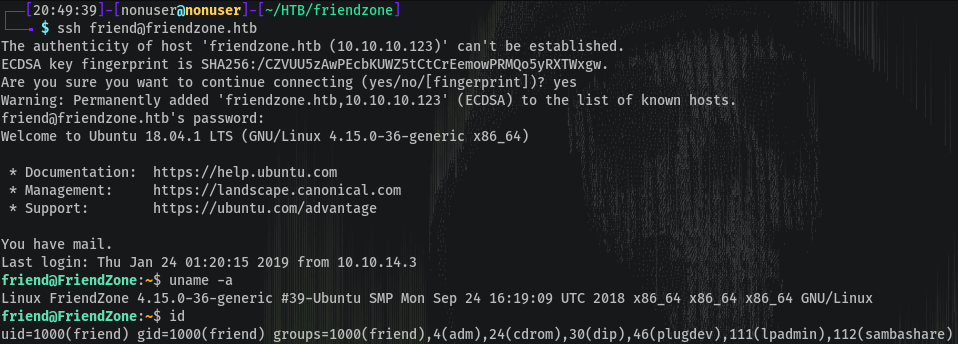 [20:49:39]-[nonuser@nonuser]-[~/HTB/friendzone]
$ ssh friend@friendzone.htb
The authenticity of host 'friendzone.htb (10.10.10.123)' can't be established.
ECDSA key fingerprint is SHA256:/CZVUU5zAwPEcbKUWZ5tCtCrEemowPRMQo5yRXTWxgw.
Are you sure you want to continue connecting (yes/no/[fingerprint])? yes
Warning: Permanently added 'friendzone.htb,10.10.10.123' (ECDSA) to the list of known hosts.
friend@friendzone.htb's password:
Welcome to Ubuntu 18.04.1 LTS (GNU/Linux 4.15.0-36-generic x86_64)
* Documentation: https://help.ubuntu.com
* Management: https://landscape.canonical.com
* Support: https://ubuntu.com/advantage
You have mail.
Last login: Thu Jan 24 01:20:15 2019 from 10.10.14.3
friend@FriendZone:~$ uname -a
Linux FriendZone 4.15.0-36-generic #39-Ubuntu SMP Mon Sep 24 16:19:09 UTC 2018 x86_64 x86_64 x86_64 GNU/Linux
friend@FriendZone:~$ id
uid=1000(friend) gid=1000(friend) groups=1000(friend),4(adm),24(cdrom),30(dip),46(plugdev),111(lpadmin),112(sambashare)